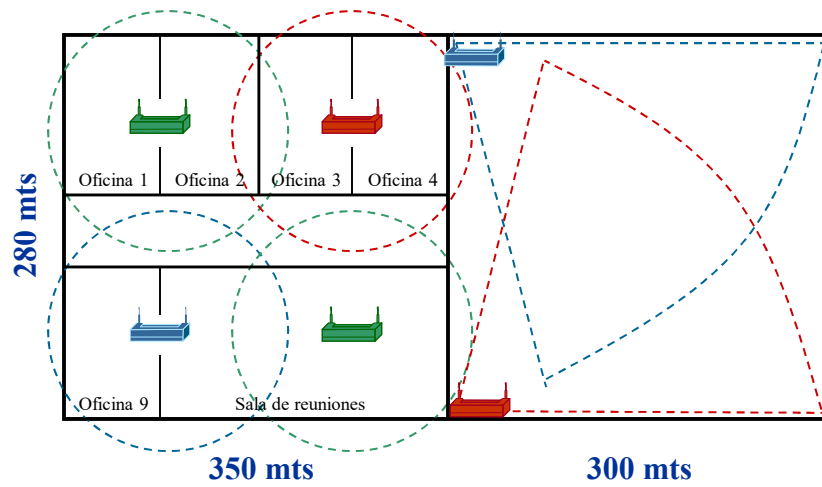 Oficina 1
Oficina 2
Oficina 3
Oficina 4
280 mts
Oficina 9
Sala de reuniones
350 mts
300 mts